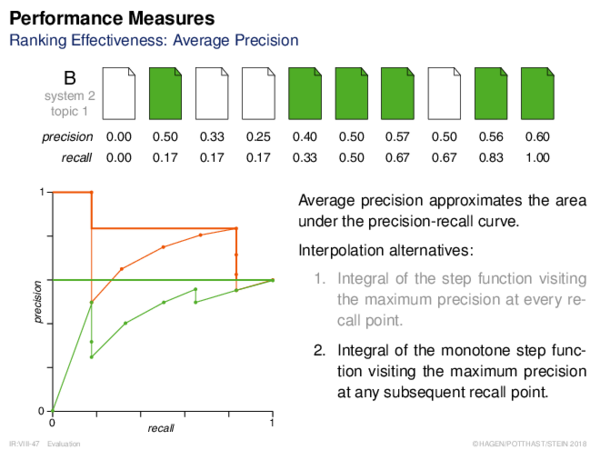 Performance Measures
Ranking Effectiveness: Average Precision
B
system 2
topic 1
precision 0.00 0.50 0.33 0.25 0.40 0.50 0.57 0.50 0.56 0.60
recall 0.00 0.17 0.17 0.17 0.33 0.50 0.67 0.67 0.83 1.00
1
precision
0
0
recall
1
Average precision approximates the area
under the precision-recall curve.
Interpolation alternatives:
1. Integral of the step function visiting
the maximum precision at every re-
call point.
2. Integral of the monotone step func-
tion visiting the maximum precision
at any subsequent recall point.
IR:VIII-47 Evaluation
©HAGEN/POTTHAST/STEIN 2018